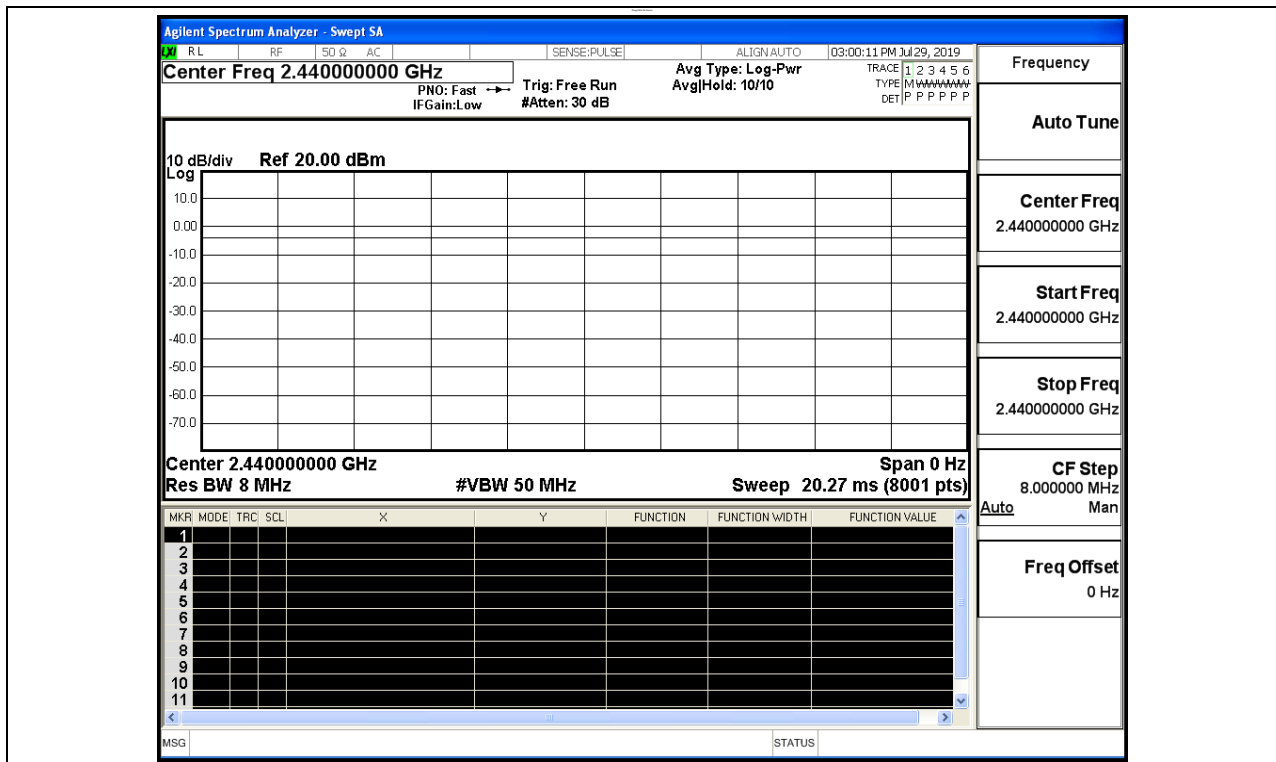 Agilent Spectrum Analyzer - Swept SA
LXI RL RF 50 Ω AC SENSE:PULSE ALIGN AUTO 03:00:11 PM Jul 29, 2019
Center Freq 2.440000000 GHz
PNO: Fast
IFGain:Low
Trig: Free Run
#Atten: 30 dB
Avg Type: Log-Pwr
Avg|Hold: 10/10
TRACE 1 2 3 4 5 6
TYPE M WWWWW
DET P P P P P P
10 dB/div Ref 20.00 dBm
Log
10.0
0.00
-10.0
-20.0
-30.0
-40.0
-50.0
-60.0
-70.0
Center 2.440000000 GHz Span 0 Hz
Res BW 8 MHz #VBW 50 MHz Sweep 20.27 ms (8001 pts)
MKR MODE TRC SCL X Y FUNCTION FUNCTION WIDTH FUNCTION VALUE
1
2
3
4
5
6
7
8
9
10
11
MSG STATUS
Frequency
Auto Tune
Center Freq
2.440000000 GHz
Start Freq
2.440000000 GHz
Stop Freq
2.440000000 GHz
CF Step
8.000000 MHz
Auto Man
Freq Offset
0 Hz